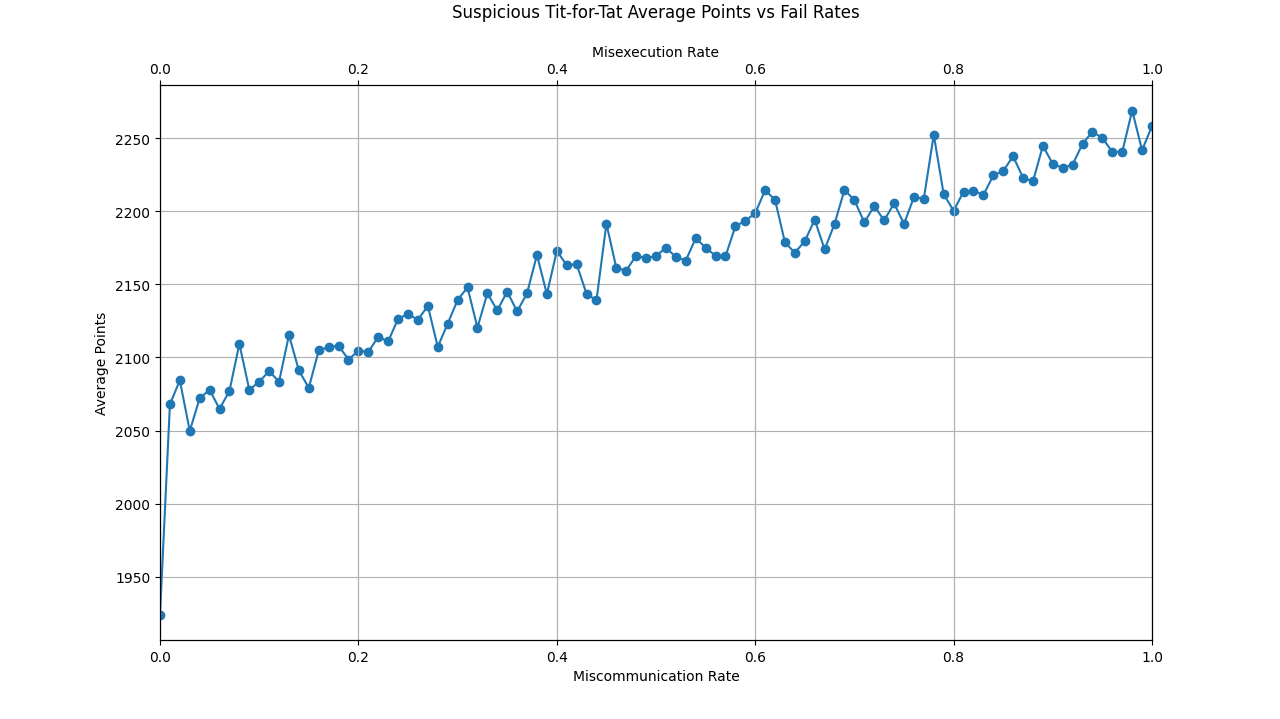 Suspicious Tit-for-Tat Average Points vs Fail Rates
Misexecution Rate
0.0 0.2 0.4 0.6 0.8 1.0
2250
2200
2150
2100
2050
2000
1950
Average Points
0.0 0.2 0.4 0.6 0.8 1.0
Miscommunication Rate